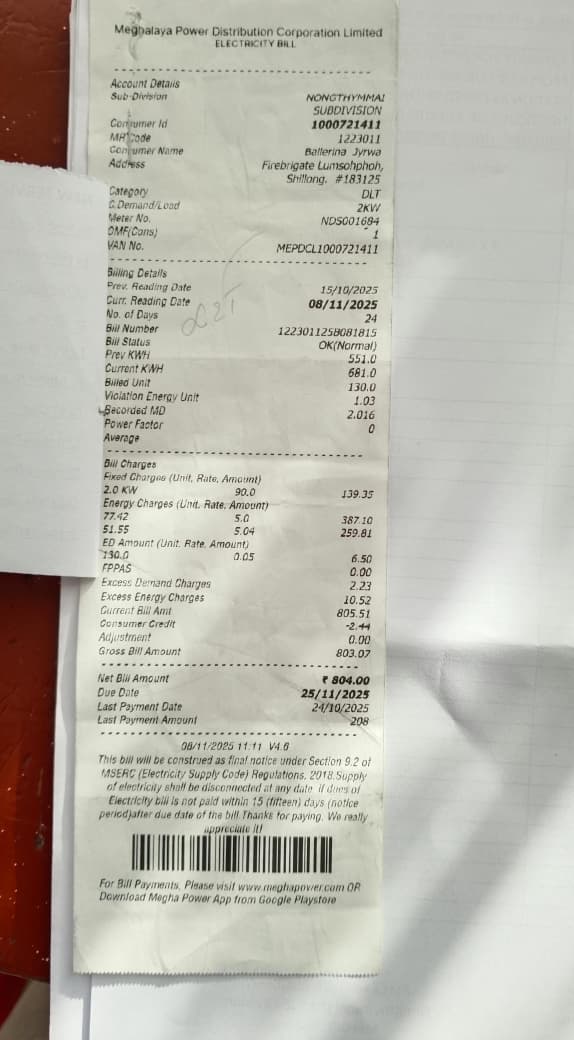 Meghalaya Power Distribution Corporation Limited
ELECTRICITY BILL
Account Details
Sub-Division NONGTHYMMAI
SUBDIVISION
Consumer Id 1000721411
MR Code 1223011
Consumer Name Ballerina Jyrwa
Address Firebrigate Lumsohphoh,
Shillong, #183125
Category DLT
C.Demand/Load 2KW
Meter No. NDS001684
OMF(Cons) 1
VAN No. MEPDCL1000721411
Billing Details
Prev. Reading Date 15/10/2025
Curr. Reading Date 08/11/2025
No. of Days 24
Bill Number 1223011258081815
Bill Status OK(Normal)
Prev KWH 551.0
Current KWH 681.0
Billed Unit 130.0
Violation Energy Unit 1.03
Recorded MD 2.016
Power Factor 0
Average
Bill Charges
Fixed Charges (Unit, Rate, Amount)
2.0 KW 90.0 139.35
Energy Charges (Unit, Rate, Amount)
77.42 5.0 387.10
51.55 5.04 259.81
ED Amount (Unit, Rate, Amount)
130.0 0.05 6.50
FPPAS 0.00
Excess Demand Charges 2.23
Excess Energy Charges 10.52
Current Bill Amt 805.51
Consumer Credit -2.44
Adjustment 0.00
Gross Bill Amount 803.07
Net Bill Amount ₹ 804.00
Due Date 25/11/2025
Last Payment Date 24/10/2025
Last Payment Amount 208
08/11/2025 11:11 V4.6
This bill will be construed as final notice under Section 9.2 of
MSERC (Electricity Supply Code) Regulations, 2018.Supply
of electricity shall be disconnected at any date if dues of
Electricity bill is not paid within 15 (fifteen) days (notice
period)after due date of the bill.Thanks for paying. We really
appreciate it!
For Bill Payments, Please visit www.meghapower.com OR
Download Megha Power App from Google Playstore